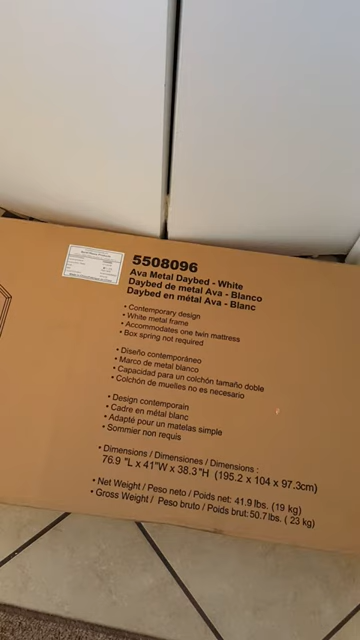 5508096
Ava Metal Daybed - White
Daybed de metal Ava - Blanco
Daybed en métal Ava - Blanc
• Contemporary design
• White metal frame
• Accommodates one twin mattress
• Box spring not required
• Diseño contemporáneo
• Marco de metal blanco
• Capacidad para un colchón tamaño doble
• Colchón de muelles no es necesario
• Design contemporain
• Cadre en métal blanc
• Adapté pour un matelas simple
• Sommier non requis
• Dimensions / Dimensiones / Dimensions :
76.9 "L x 41"W x 38.3"H (195.2 x 104 x 97.3cm)
• Net Weight / Peso neto / Poids net: 41.9 lbs. (19 kg)
• Gross Weight / Peso bruto / Poids brut: 50.7 lbs. ( 23 kg)